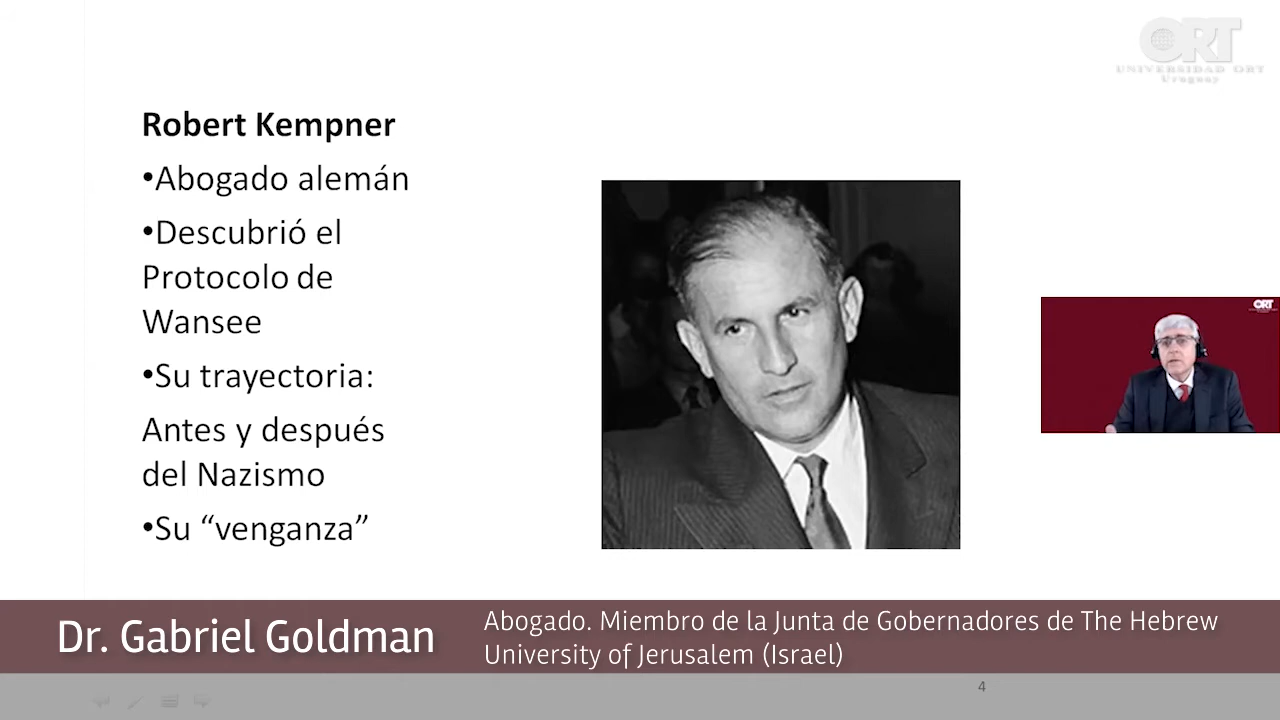 ORT
UNIVERSIDAD ORT
Uruguay
Robert Kempner
•Abogado alemán
•Descubrió el
Protocolo de
Wansee
•Su trayectoria:
Antes y después
del Nazismo
•Su “venganza”
ORT
Dr. Gabriel Goldman
Abogado. Miembro de la Junta de Gobernadores de The Hebrew
University of Jerusalem (Israel)
4